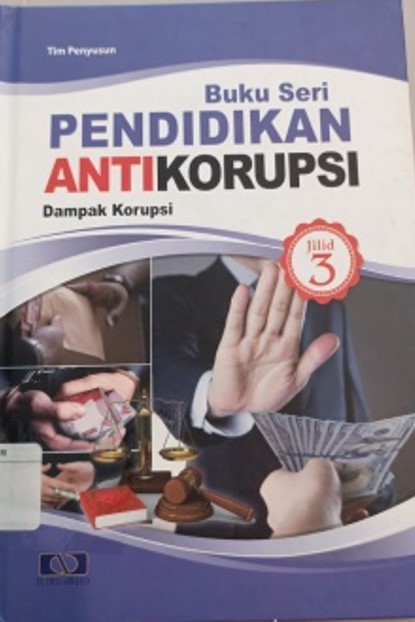 Tim Penyusun
Buku Seri
PENDIDIKAN
ANTIKORUPSI
Dampak Korupsi
Jilid
3